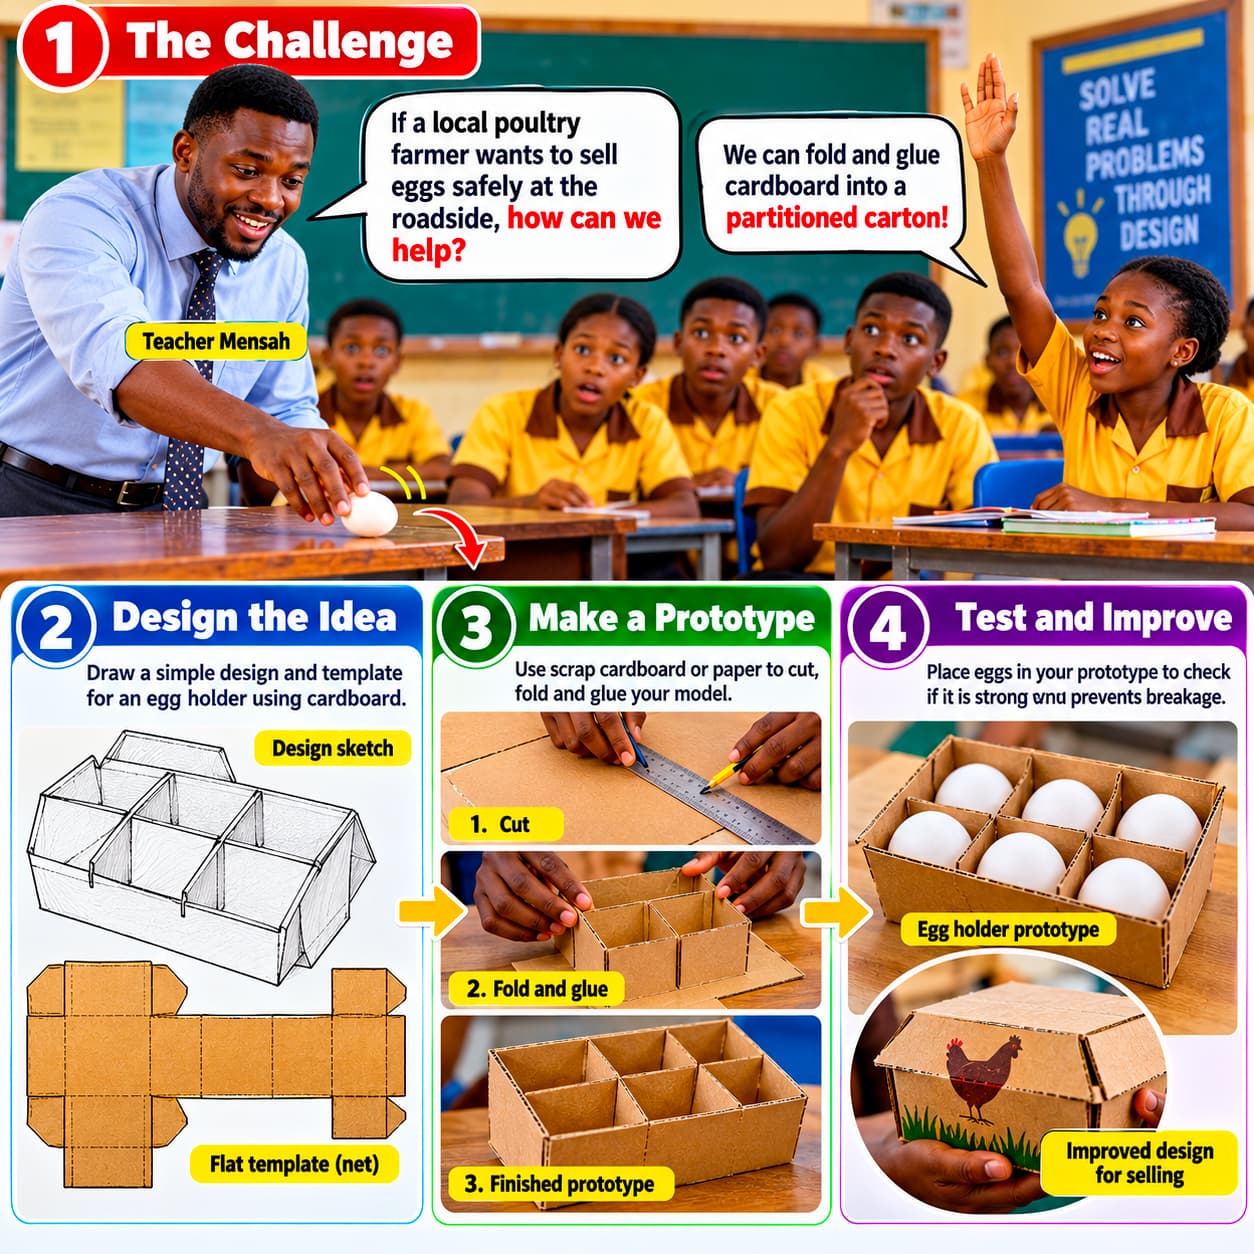 1 The Challenge
If a local poultry
farmer wants to sell
eggs safely at the
roadside, how can we
help?
We can fold and glue
cardboard into a
partitioned carton!
SOLVE
REAL
PROBLEMS
THROUGH
DESIGN
Teacher Mensah
2 Design the Idea
Draw a simple design and template
for an egg holder using cardboard.
Design sketch
Flat template (net)
3 Make a Prototype
Use scrap cardboard or paper to cut,
fold and glue your model.
1. Cut
2. Fold and glue
3. Finished prototype
4 Test and Improve
Place eggs in your prototype to check
if it is strong and prevents breakage.
Egg holder prototype
Improved design
for selling